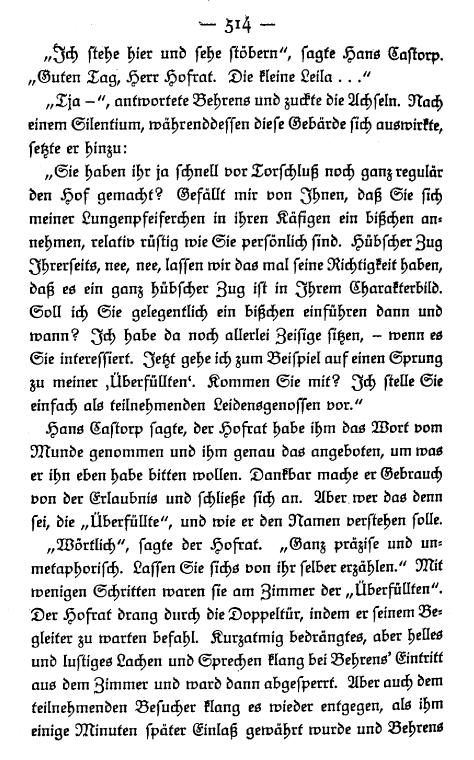 — 514 —
„Ich stehe hier und sehe stöbern“, sagte Hans Castorp.
„Guten Tag, Herr Hofrat. Die kleine Leila . . .“
„Tja –“, antwortete Behrens und zuckte die Achseln. Nach
einem Silentium, währenddessen diese Gebärde sich auswirkte,
setzte er hinzu:
„Sie haben ihr ja schnell vor Torschluß noch ganz regulär
den Hof gemacht? Gefällt mir von Ihnen, daß Sie sich
meiner Lungenpfeiferchen in ihren Käfigen ein bißchen an-
nehmen, relativ rüstig wie Sie persönlich sind. Hübscher Zug
Ihrerseits, nee, nee, lassen wir das mal seine Richtigkeit haben,
daß es ein ganz hübscher Zug ist in Ihrem Charakterbild.
Soll ich Sie gelegentlich ein bißchen einführen dann und
wann? Ich habe da noch allerlei Zeisige sitzen, – wenn es
Sie interessiert. Jetzt gehe ich zum Beispiel auf einen Sprung
zu meiner ‚Überfüllten‘. Kommen Sie mit? Ich stelle Sie
einfach als teilnehmenden Leidensgenossen vor.“
Hans Castorp sagte, der Hofrat habe ihm das Wort vom
Munde genommen und ihm genau das angeboten, um was
er ihn eben habe bitten wollen. Dankbar mache er Gebrauch
von der Erlaubnis und schließe sich an. Aber wer das denn
sei, die „Überfüllte“, und wie er den Namen verstehen solle.
„Wörtlich“, sagte der Hofrat. „Ganz präzise und un-
metaphorisch. Lassen Sie sichs von ihr selber erzählen.“ Mit
wenigen Schritten waren sie am Zimmer der „Überfüllten“.
Der Hofrat drang durch die Doppeltür, indem er seinem Be-
gleiter zu warten befahl. Kurzatmig bedrängtes, aber helles
und lustiges Lachen und Sprechen klang bei Behrens’ Eintritt
aus dem Zimmer und ward dann abgesperrt. Aber auch dem
teilnehmenden Besucher klang es wieder entgegen, als ihm
einige Minuten später Einlaß gewährt wurde und Behrens